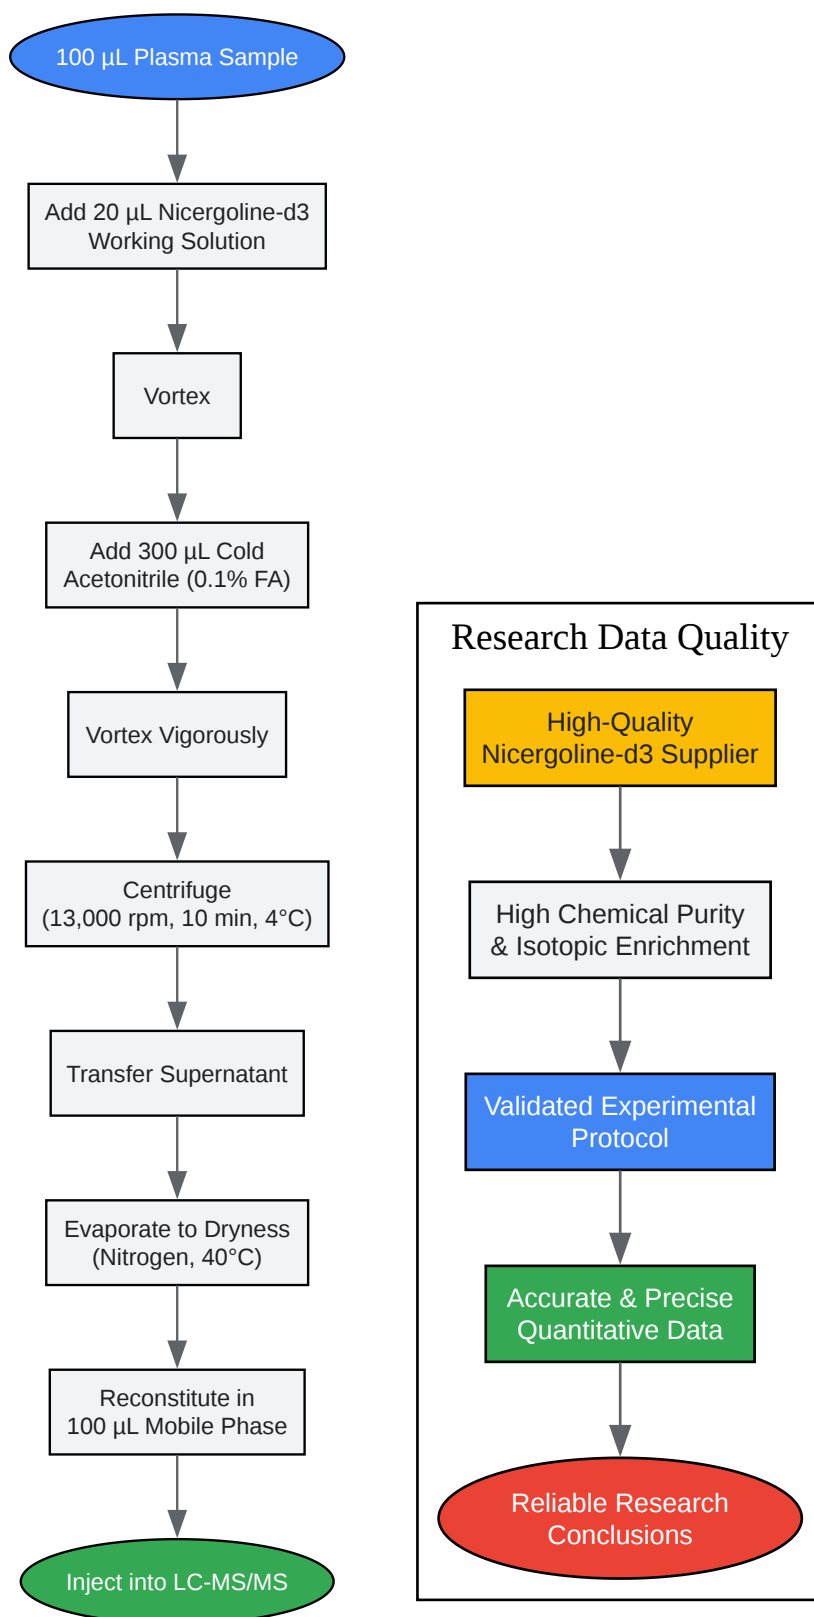 100 µL Plasma Sample
Add 20 µL Nicergoline-d3
Working Solution
Vortex
Add 300 µL Cold
Acetonitrile (0.1% FA)
Vortex Vigorously
Centrifuge
(13,000 rpm, 10 min, 4°C)
Transfer Supernatant
Evaporate to Dryness
(Nitrogen, 40°C)
Reconstitute in
100 µL Mobile Phase
Inject into LC-MS/MS
Research Data Quality
High-Quality
Nicergoline-d3 Supplier
High Chemical Purity
& Isotopic Enrichment
Validated Experimental
Protocol
Accurate & Precise
Quantitative Data
Reliable Research
Conclusions